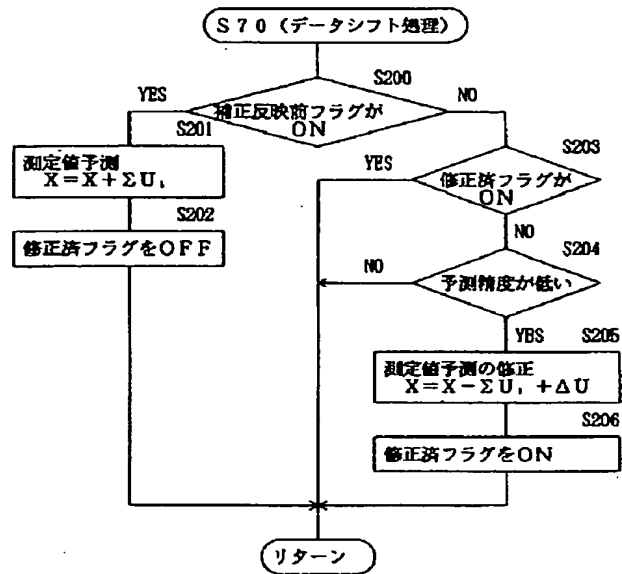 S70(データシフト処理)
S200
YES
補正反映前フラグが
ON
NO
S201
測定値予測
X=X+ΣUi
S202
修正済フラグをOFF
S203
YES
修正済フラグが
ON
NO
S204
NO
予測精度が低い
YBS
S205
測定値予測の修正
X=X-ΣUi+ΔU
S206
修正済フラグをON
リターン